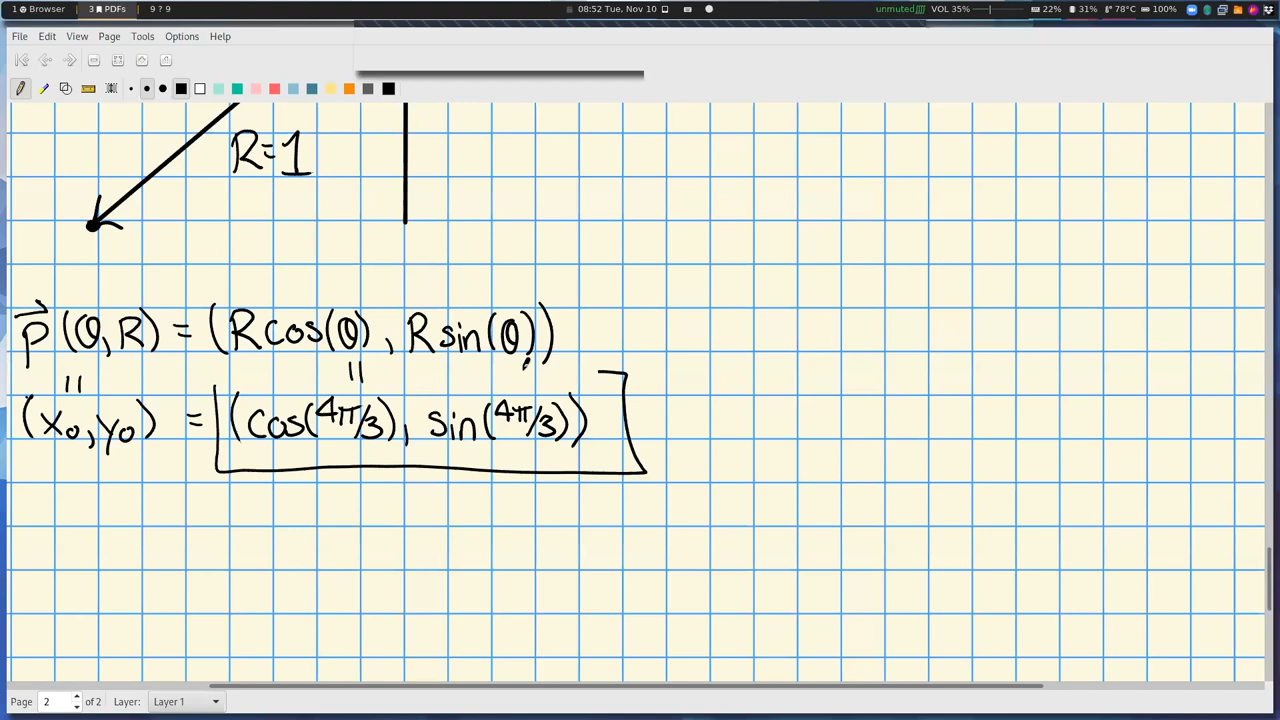 1 Browser 3 PDFs 9 ? 9 08:52 Tue, Nov 10 unmuted VOL 35% 22% 31% 78°C 100%
File Edit View Page Tools Options Help
R=1
p⃗(θ,R) = (Rcos(θ), Rsin(θ))
= =
(x₀,y₀) = (cos(4π/3), sin(4π/3))
Page 2 of 2 Layer: Layer 1